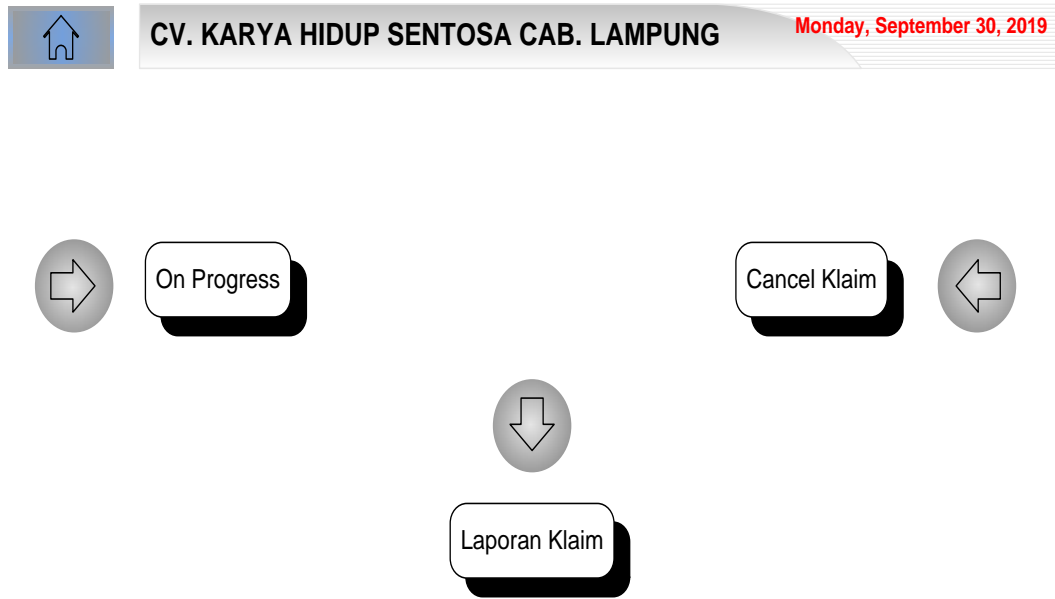 CV. KARYA HIDUP SENTOSA CAB. LAMPUNG
Monday, September 30, 2019
On Progress
Cancel Klaim
Laporan Klaim